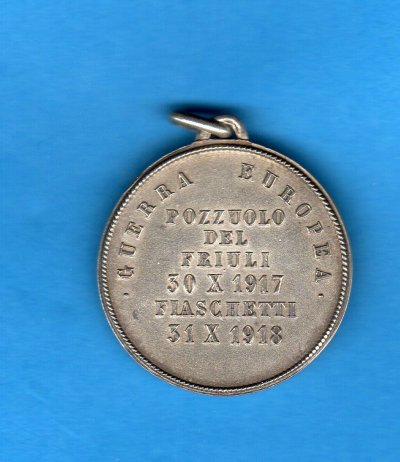 · GUERRA EUROPEA ·
POZZUOLO
DEL
FRIULI
30 X 1917
FIASCHETTI
31 X 1918